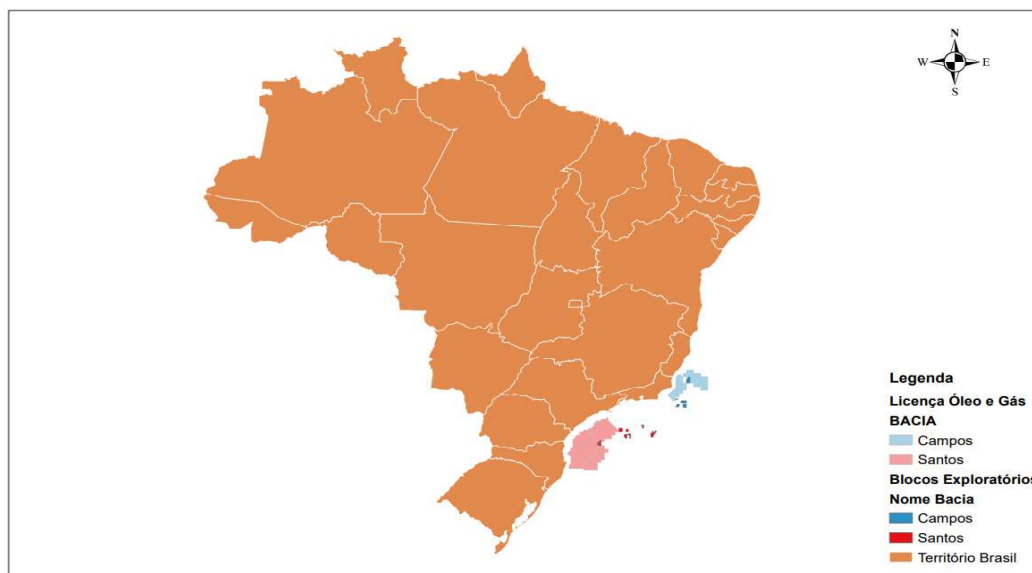 N
W E
S
Legenda
Licença Óleo e Gás
BACIA
Campos
Santos
Blocos Exploratórios
Nome Bacia
Campos
Santos
Território Brasil